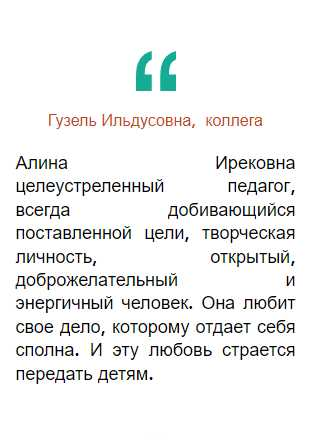 Гузель Ильдусовна, коллега
Алина Ирековна
целеустреленный педагог,
всегда добивающийся
поставленной цели, творческая
личность, открытый,
доброжелательный и
энергичный человек. Она любит
свое дело, которому отдает себя
сполна. И эту любовь страется
передать детям.